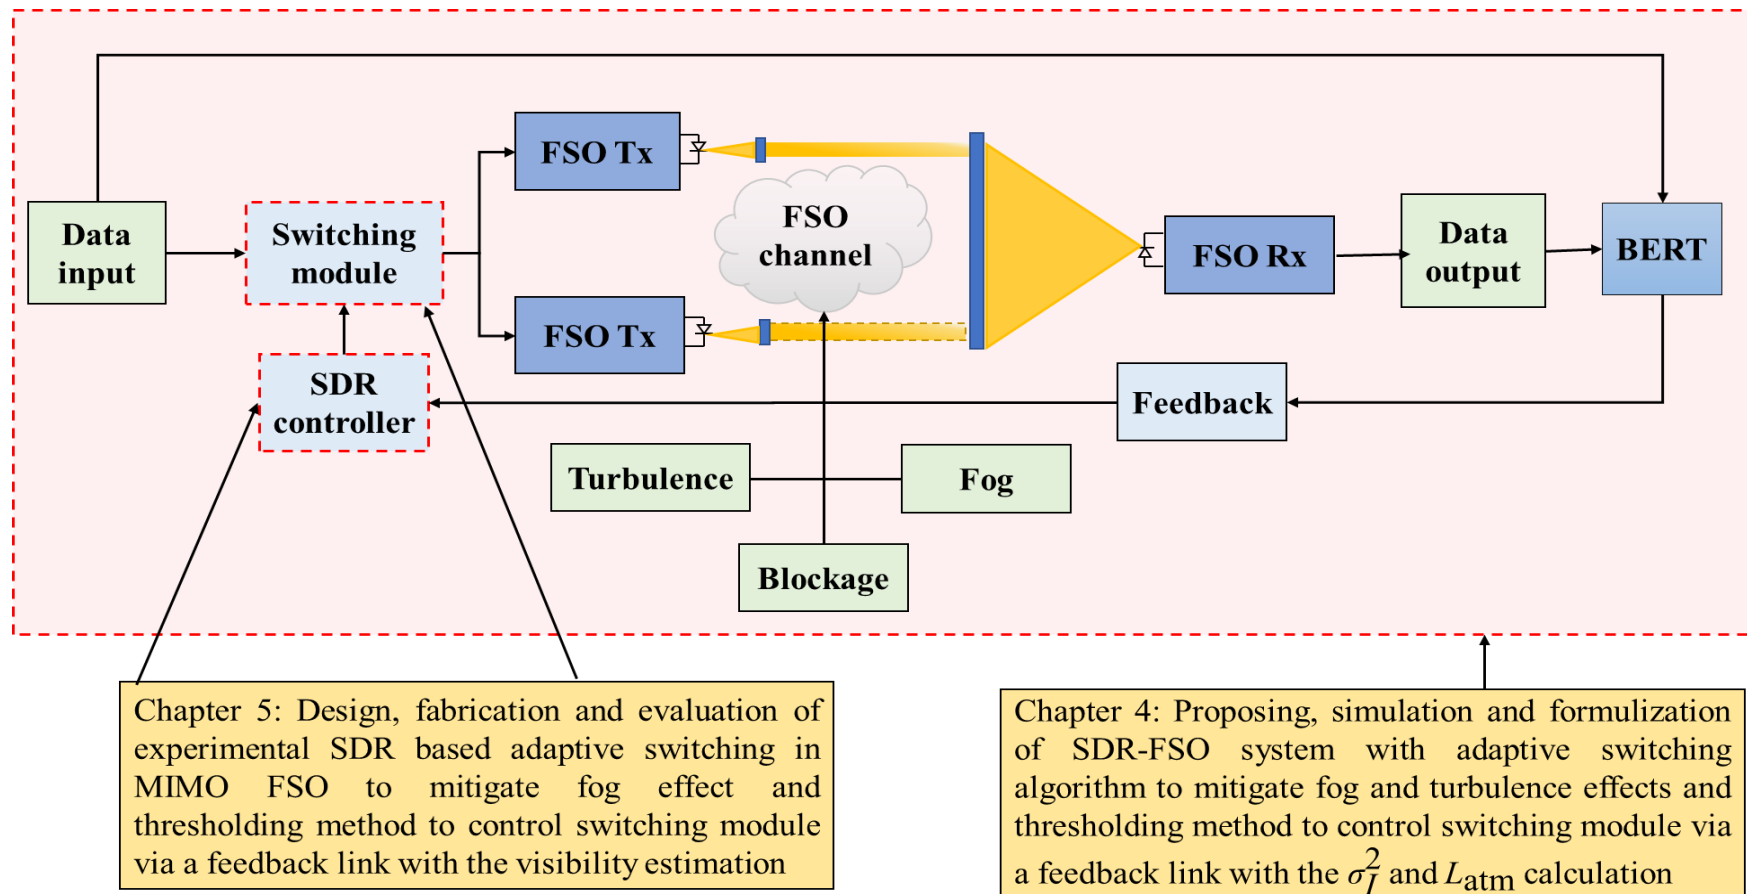 FSO Tx
FSO
channel
Data
input
Switching
module
FSO Rx
Data
output
BERT
FSO Tx
SDR
controller
Feedback
Turbulence
Fog
Blockage
Chapter 5: Design, fabrication and evaluation of
experimental SDR based adaptive switching in
MIMO FSO to mitigate fog effect and
thresholding method to control switching module
via a feedback link with the visibility estimation
Chapter 4: Proposing, simulation and formulization
of SDR-FSO system with adaptive switching
algorithm to mitigate fog and turbulence effects and
thresholding method to control switching module via
a feedback link with the σ_I^2 and L_atm calculation